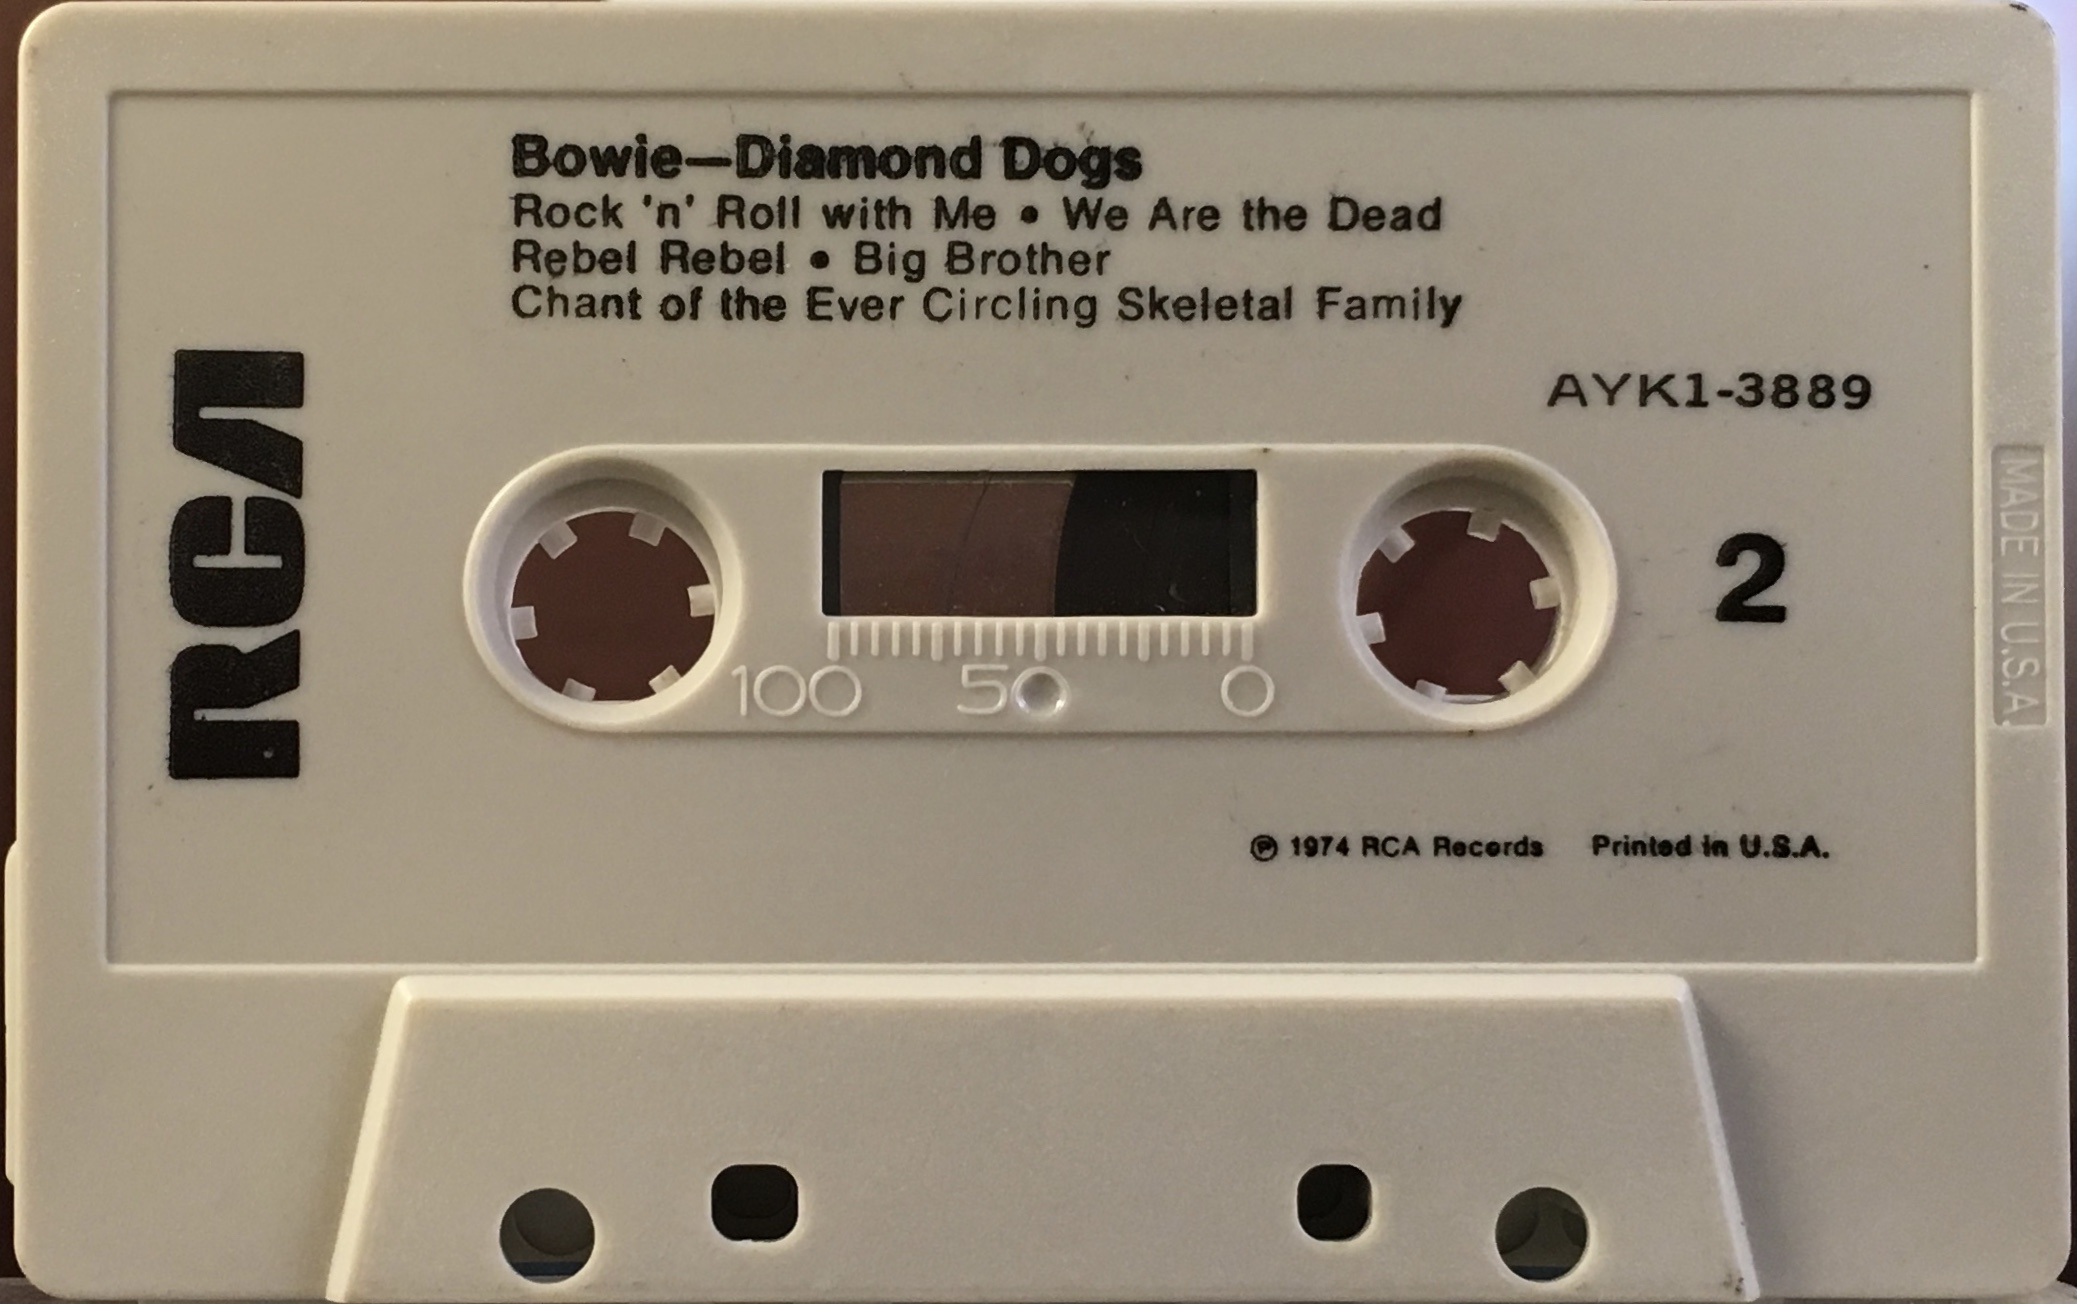 Bowie—Diamond Dogs
Rock 'n' Roll with Me • We Are the Dead
Rebel Rebel • Big Brother
Chant of the Ever Circling Skeletal Family
RCA
AYK1-3889
2
MADE IN U.S.A.
100 50 0
℗ 1974 RCA Records Printed in U.S.A.